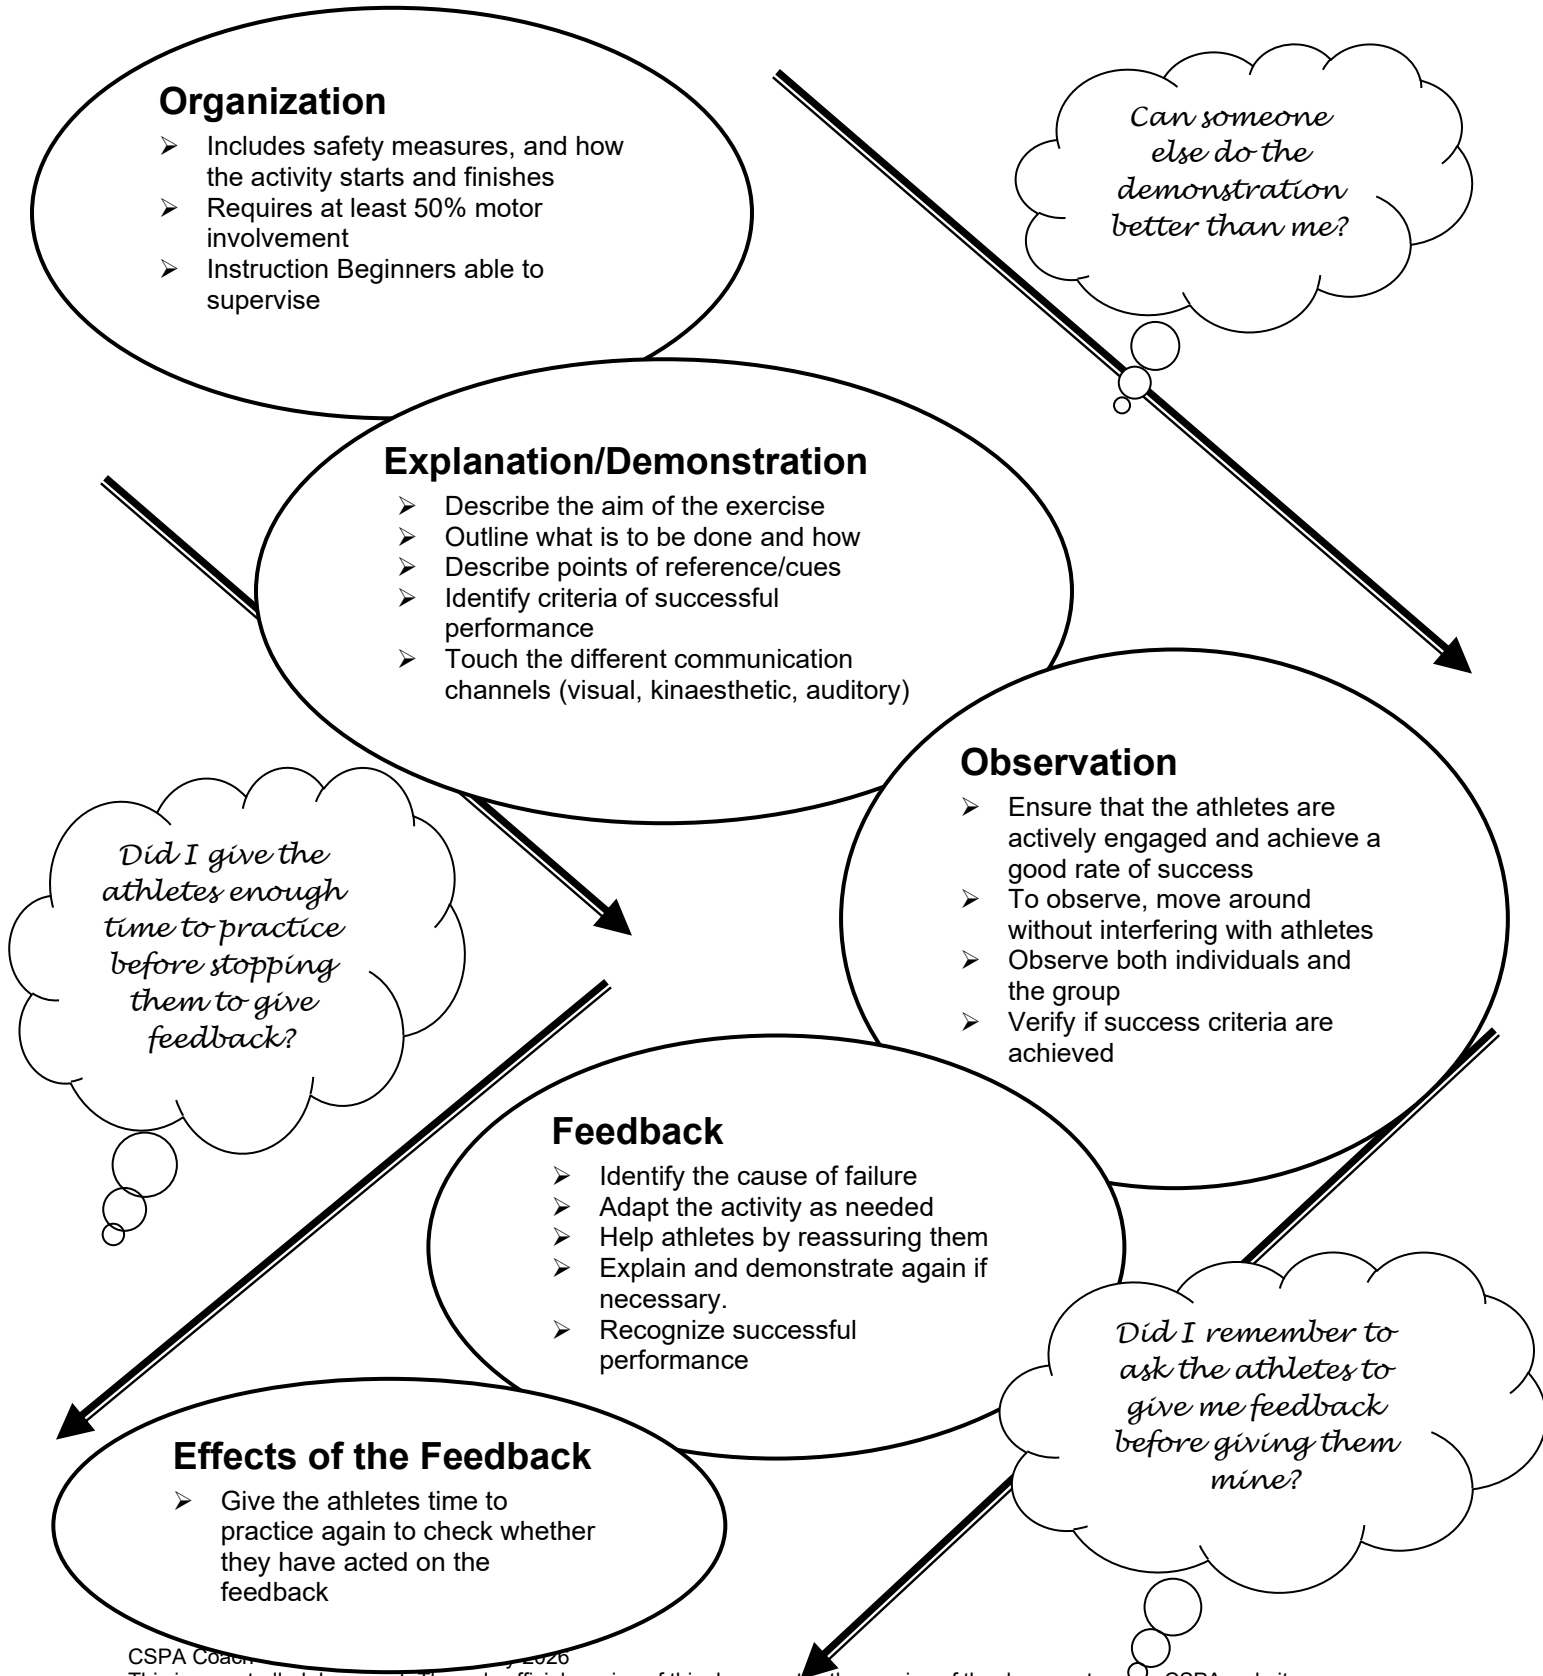 Organization
➢ Includes safety measures, and how
the activity starts and finishes
➢ Requires at least 50% motor
involvement
➢ Instruction Beginners able to
supervise
Can someone
else do the
demonstration
better than me?
Explanation/Demonstration
➢ Describe the aim of the exercise
➢ Outline what is to be done and how
➢ Describe points of reference/cues
➢ Identify criteria of successful
performance
➢ Touch the different communication
channels (visual, kinaesthetic, auditory)
Observation
➢ Ensure that the athletes are
actively engaged and achieve a
good rate of success
➢ To observe, move around
without interfering with athletes
➢ Observe both individuals and
the group
➢ Verify if success criteria are
achieved
Did I give the
athletes enough
time to practice
before stopping
them to give
feedback?
Feedback
➢ Identify the cause of failure
➢ Adapt the activity as needed
➢ Help athletes by reassuring them
➢ Explain and demonstrate again if
necessary.
➢ Recognize successful
performance
Did I remember to
ask the athletes to
give me feedback
before giving them
mine?
Effects of the Feedback
➢ Give the athletes time to
practice again to check whether
they have acted on the
feedback
CSPA Coach 2026